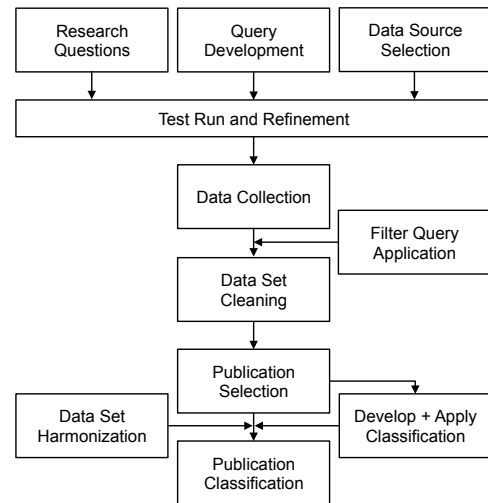 Research
Questions
Query
Development
Data Source
Selection
Test Run and Refinement
Data Collection
Filter Query
Application
Data Set
Cleaning
Publication
Selection
Data Set
Harmonization
Develop + Apply
Classification
Publication
Classification